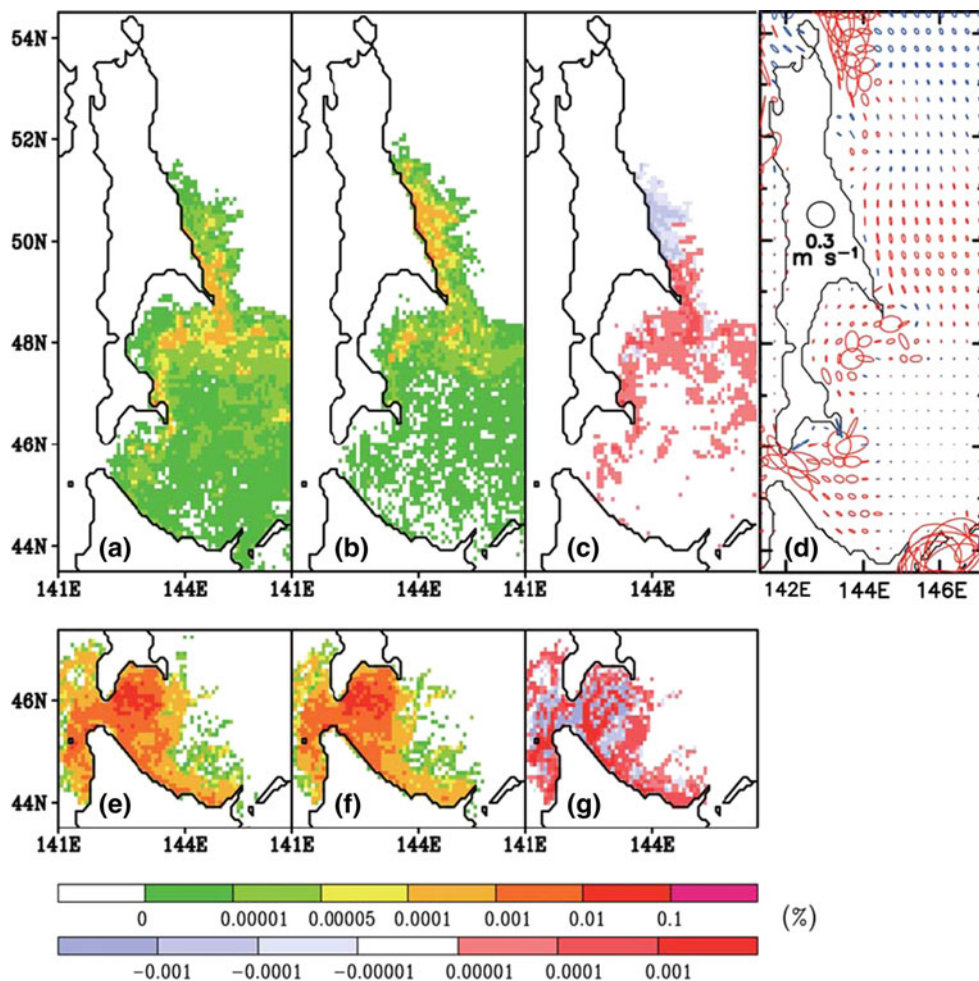 54N
52N
50N
48N
46N
44N
(a)
(b)
(c)
(d)
0.3
m s−1
141E 144E 141E 144E 141E 144E 142E 144E 146E
46N
44N
(e)
(f)
(g)
141E 144E 141E 144E 141E 144E
0 0.00001 0.00005 0.0001 0.001 0.01 0.1
(%)
−0.001 −0.0001 −0.00001 0.00001 0.0001 0.001